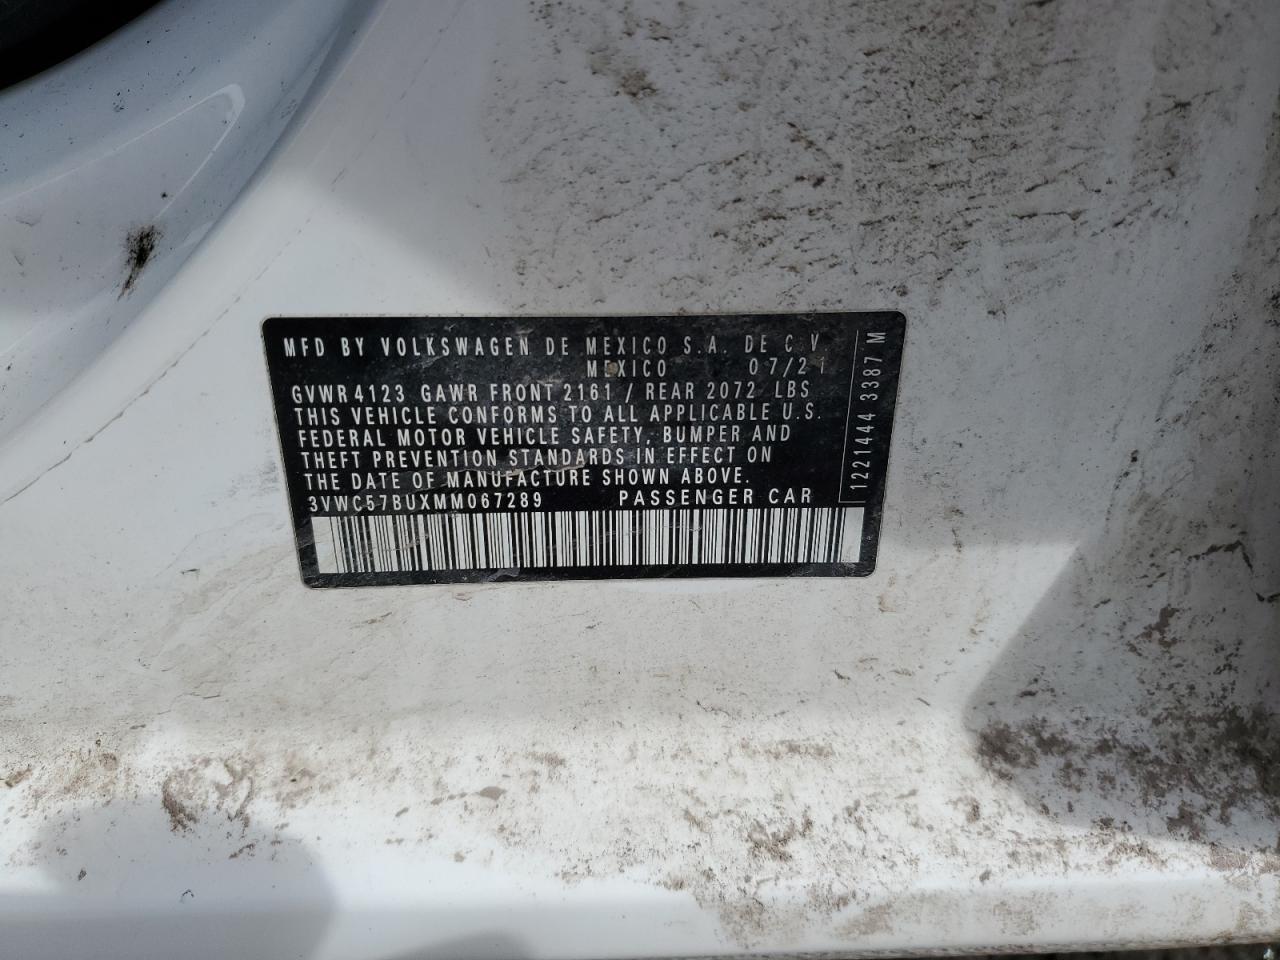 MFD BY VOLKSWAGEN DE MEXICO S.A. DE C.V
MEXICO 07/21
GVWR 4123 GAWR FRONT 2161 / REAR 2072 LBS
THIS VEHICLE CONFORMS TO ALL APPLICABLE U.S.
FEDERAL MOTOR VEHICLE SAFETY, BUMPER AND
THEFT PREVENTION STANDARDS IN EFFECT ON
THE DATE OF MANUFACTURE SHOWN ABOVE.
3VWC57BUXMM067289 PASSENGER CAR
1221444 3387 M